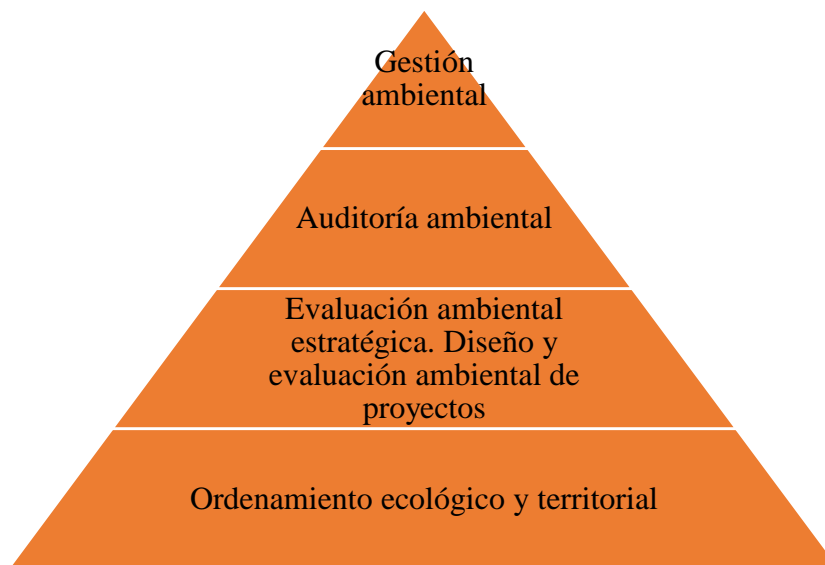 Gestión
ambiental
Auditoría ambiental
Evaluación ambiental
estratégica. Diseño y
evaluación ambiental de
proyectos
Ordenamiento ecológico y territorial